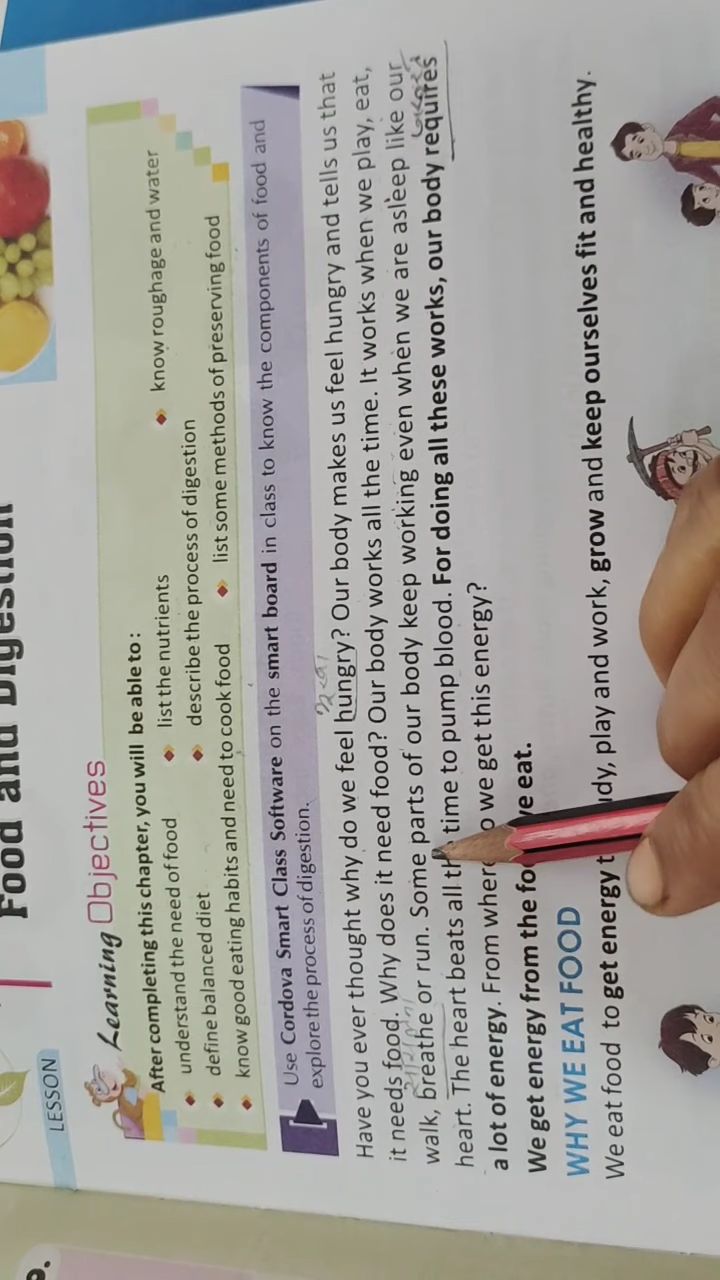 LESSON
Food and Digestion
Learning Objectives
After completing this chapter, you will be able to:
understand the need of food
list the nutrients
know roughage and water
define balanced diet
describe the process of digestion
know good eating habits and need to cook food
list some methods of preserving food
Use Cordova Smart Class Software on the smart board in class to know the components of food and
explore the process of digestion.
Have you ever thought why do we feel hungry? Our body makes us feel hungry and tells us that
it needs food. Why does it need food? Our body works all the time. It works when we play, eat,
walk, breathe or run. Some parts of our body keep working even when we are asleep like our
heart. The heart beats all the time to pump blood. For doing all these works, our body requires
a lot of energy. From where o we get this energy?
We get energy from the fo we eat.
WHY WE EAT FOOD
We eat food to get energy t udy, play and work, grow and keep ourselves fit and healthy.